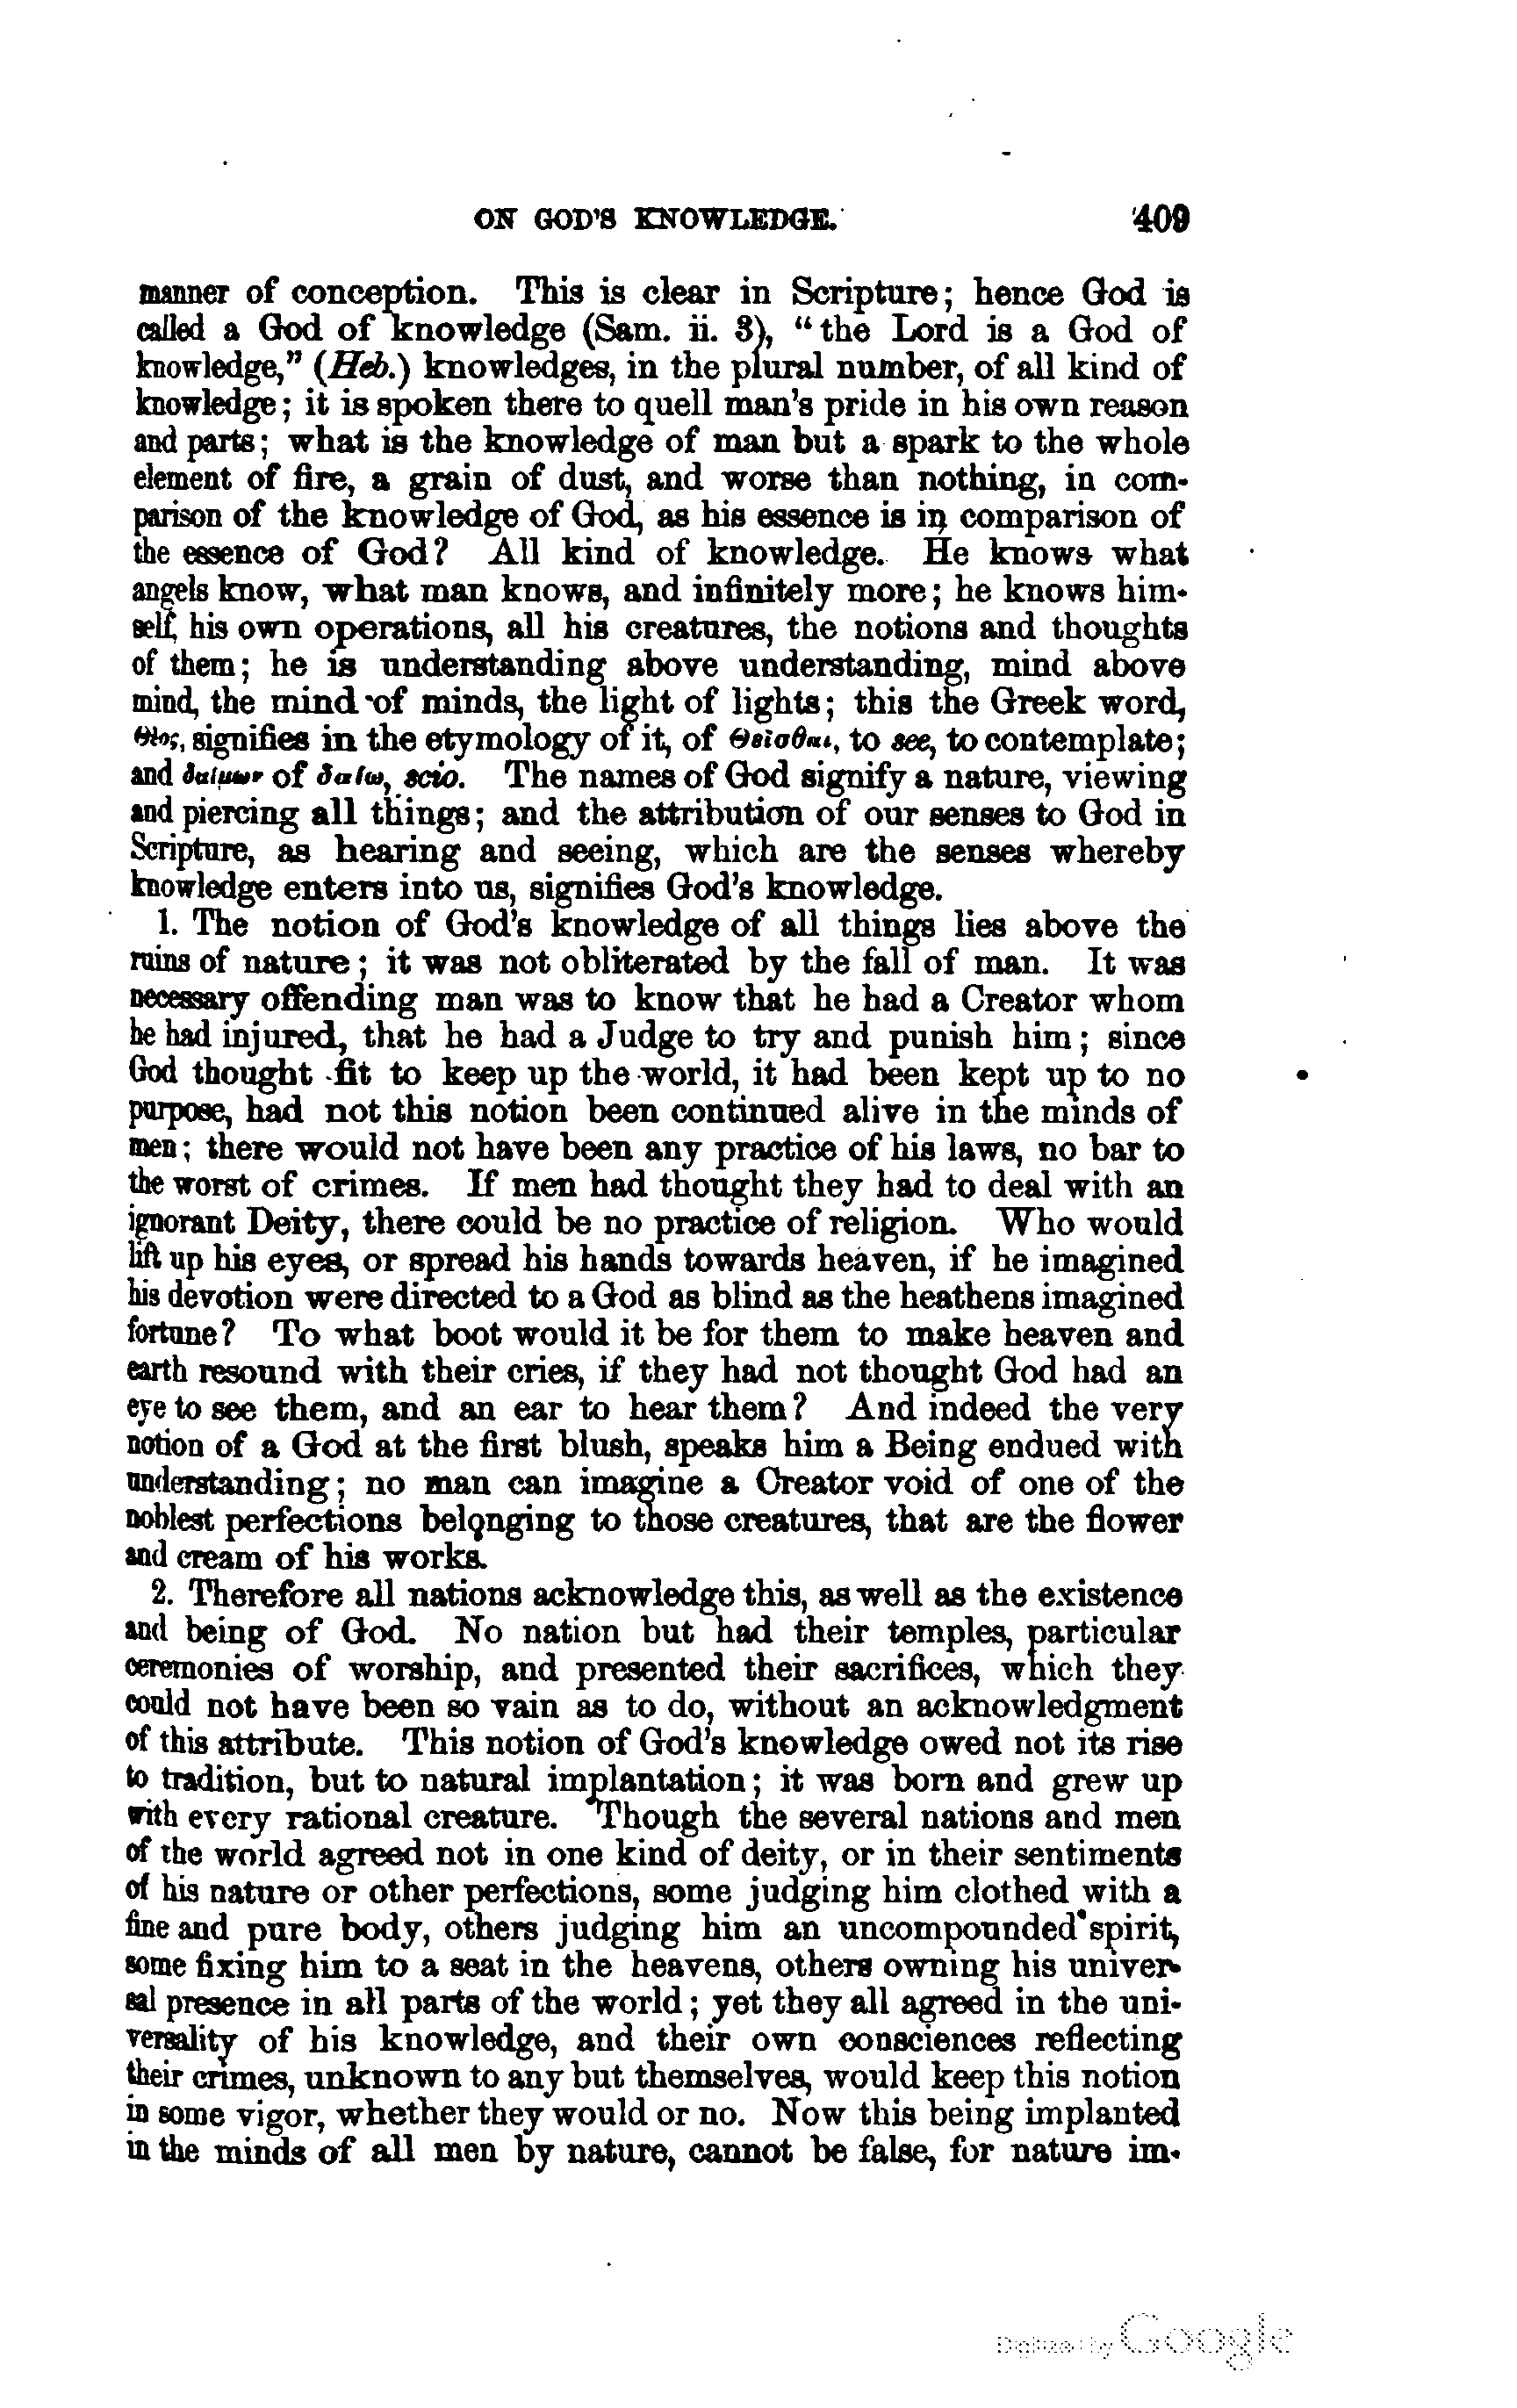 ON GOD'S KNOWLEDGE. 409
manner of conception. This is clear in Scripture; hence God is
called a God of knowledge (Sam. ii. 3), “the Lord is a God of
knowledge,” (Heb.) knowledges, in the plural number, of all kind of
knowledge; it is spoken there to quell man's pride in his own reason
and parts; what is the knowledge of man but a spark to the whole
element of fire, a grain of dust, and worse than nothing, in com-
parison of the knowledge of God, as his essence is in comparison of
the essence of God? All kind of knowledge. He knows what
angels know, what man knows, and infinitely more; he knows him-
self, his own operations, all his creatures, the notions and thoughts
of them; he is understanding above understanding, mind above
mind, the mind of minds, the light of lights; this the Greek word,
Θεὸς, signifies in the etymology of it, of Θεῖσθαι, to see, to contemplate;
and δαίμων of δαίω, scio. The names of God signify a nature, viewing
and piercing all things; and the attribution of our senses to God in
Scripture, as hearing and seeing, which are the senses whereby
knowledge enters into us, signifies God's knowledge.
1. The notion of God's knowledge of all things lies above the
ruins of nature; it was not obliterated by the fall of man. It was
necessary offending man was to know that he had a Creator whom
he had injured, that he had a Judge to try and punish him; since
God thought fit to keep up the world, it had been kept up to no
purpose, had not this notion been continued alive in the minds of
men; there would not have been any practice of his laws, no bar to
the worst of crimes. If men had thought they had to deal with an
ignorant Deity, there could be no practice of religion. Who would
lift up his eyes, or spread his hands towards heaven, if he imagined
his devotion were directed to a God as blind as the heathens imagined
fortune? To what boot would it be for them to make heaven and
earth resound with their cries, if they had not thought God had an
eye to see them, and an ear to hear them? And indeed the very
notion of a God at the first blush, speaks him a Being endued with
understanding; no man can imagine a Creator void of one of the
noblest perfections belonging to those creatures, that are the flower
and cream of his works.
2. Therefore all nations acknowledge this, as well as the existence
and being of God. No nation but had their temples, particular
ceremonies of worship, and presented their sacrifices, which they
could not have been so vain as to do, without an acknowledgment
of this attribute. This notion of God's knowledge owed not its rise
to tradition, but to natural implantation; it was born and grew up
with every rational creature. Though the several nations and men
of the world agreed not in one kind of deity, or in their sentiments
of his nature or other perfections, some judging him clothed with a
fine and pure body, others judging him an uncompounded spirit,
some fixing him to a seat in the heavens, others owning his univer-
sal presence in all parts of the world; yet they all agreed in the uni-
versality of his knowledge, and their own consciences reflecting
their crimes, unknown to any but themselves, would keep this notion
in some vigor, whether they would or no. Now this being implanted
in the minds of all men by nature, cannot be false, for nature im-
Digitized by Google